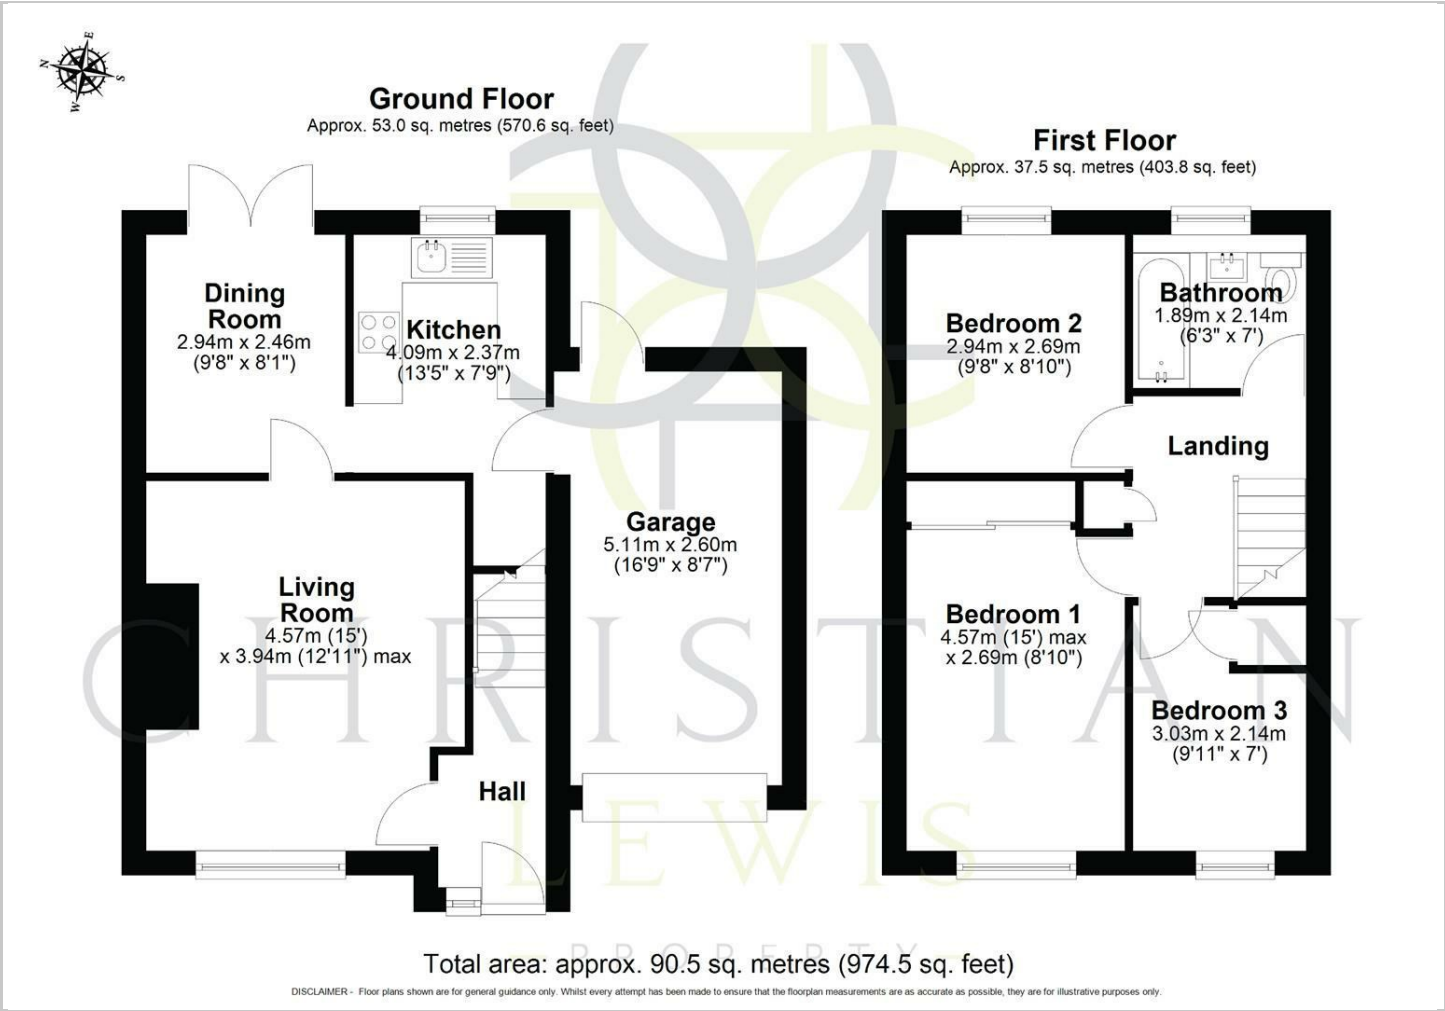 E
N
S
W
Ground Floor
Approx. 53.0 sq. metres (570.6 sq. feet)
First Floor
Approx. 37.5 sq. metres (403.8 sq. feet)
Dining
Room
2.94m x 2.46m
(9'8" x 8'1")
Kitchen
4.09m x 2.37m
(13'5" x 7'9")
Garage
5.11m x 2.60m
(16'9" x 8'7")
Living
Room
4.57m (15')
x 3.94m (12'11") max
Hall
Bedroom 2
2.94m x 2.69m
(9'8" x 8'10")
Bathroom
1.89m x 2.14m
(6'3" x 7')
Landing
Bedroom 1
4.57m (15') max
x 2.69m (8'10")
Bedroom 3
3.03m x 2.14m
(9'11" x 7')
CHRISTIAN
LEWIS
PROPERTY
Total area: approx. 90.5 sq. metres (974.5 sq. feet)
DISCLAIMER - Floor plans shown are for general guidance only. Whilst every attempt has been made to ensure that the floorplan measurements are as accurate as possible, they are for illustrative purposes only.